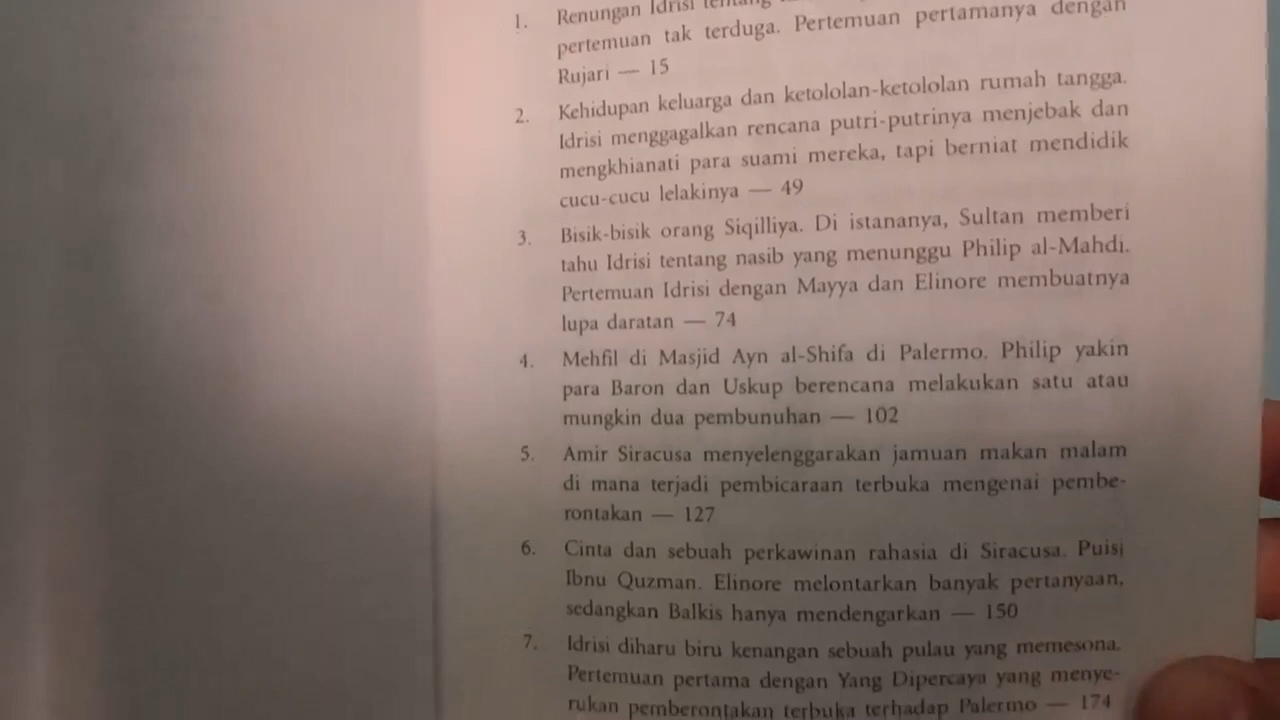 1. Renungan Idrisi tentang
pertemuan tak terduga. Pertemuan pertamanya dengan
Rujari — 15
2. Kehidupan keluarga dan ketololan-ketololan rumah tangga.
Idrisi menggagalkan rencana putri-putrinya menjebak dan
mengkhianati para suami mereka, tapi berniat mendidik
cucu-cucu lelakinya — 49
3. Bisik-bisik orang Siqilliya. Di istananya, Sultan memberi
tahu Idrisi tentang nasib yang menunggu Philip al-Mahdi.
Pertemuan Idrisi dengan Mayya dan Elinore membuatnya
lupa daratan — 74
4. Mehfil di Masjid Ayn al-Shifa di Palermo. Philip yakin
para Baron dan Uskup berencana melakukan satu atau
mungkin dua pembunuhan — 102
5. Amir Siracusa menyelenggarakan jamuan makan malam
di mana terjadi pembicaraan terbuka mengenai pembe-
rontakan — 127
6. Cinta dan sebuah perkawinan rahasia di Siracusa. Puisi
Ibnu Quzman. Elinore melontarkan banyak pertanyaan,
sedangkan Balkis hanya mendengarkan — 150
7. Idrisi diharu biru kenangan sebuah pulau yang memesona.
Pertemuan pertama dengan Yang Dipercaya yang menye-
rukan pemberontakan terbuka terhadap Palermo — 174